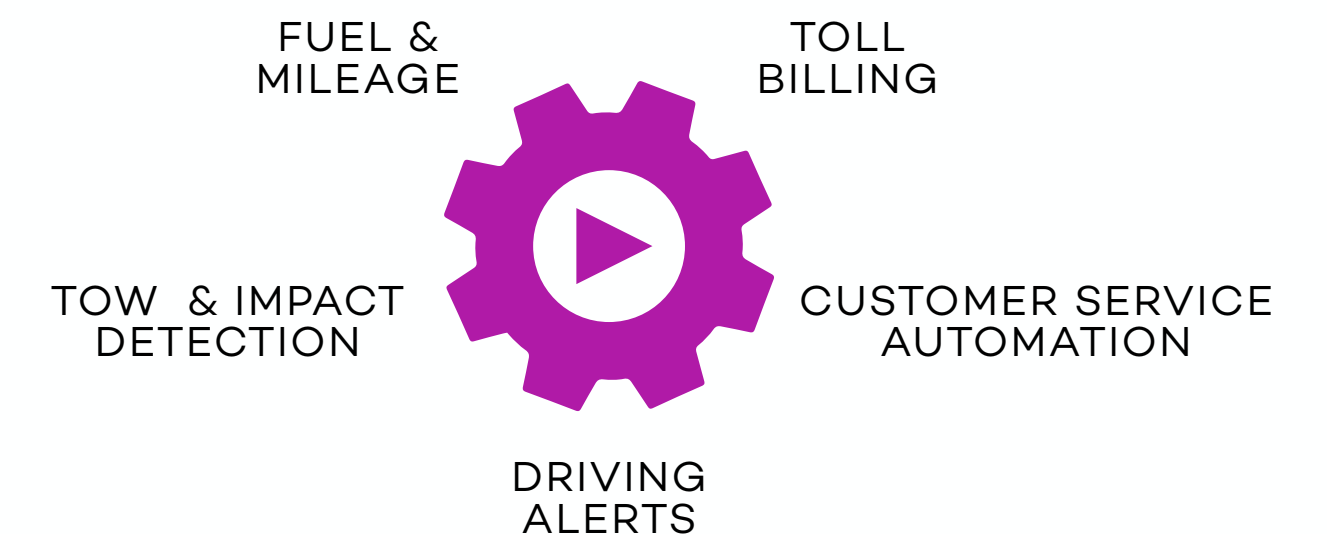 FUEL &
MILEAGE
TOLL
BILLING
TOW & IMPACT
DETECTION
CUSTOMER SERVICE
AUTOMATION
DRIVING
ALERTS